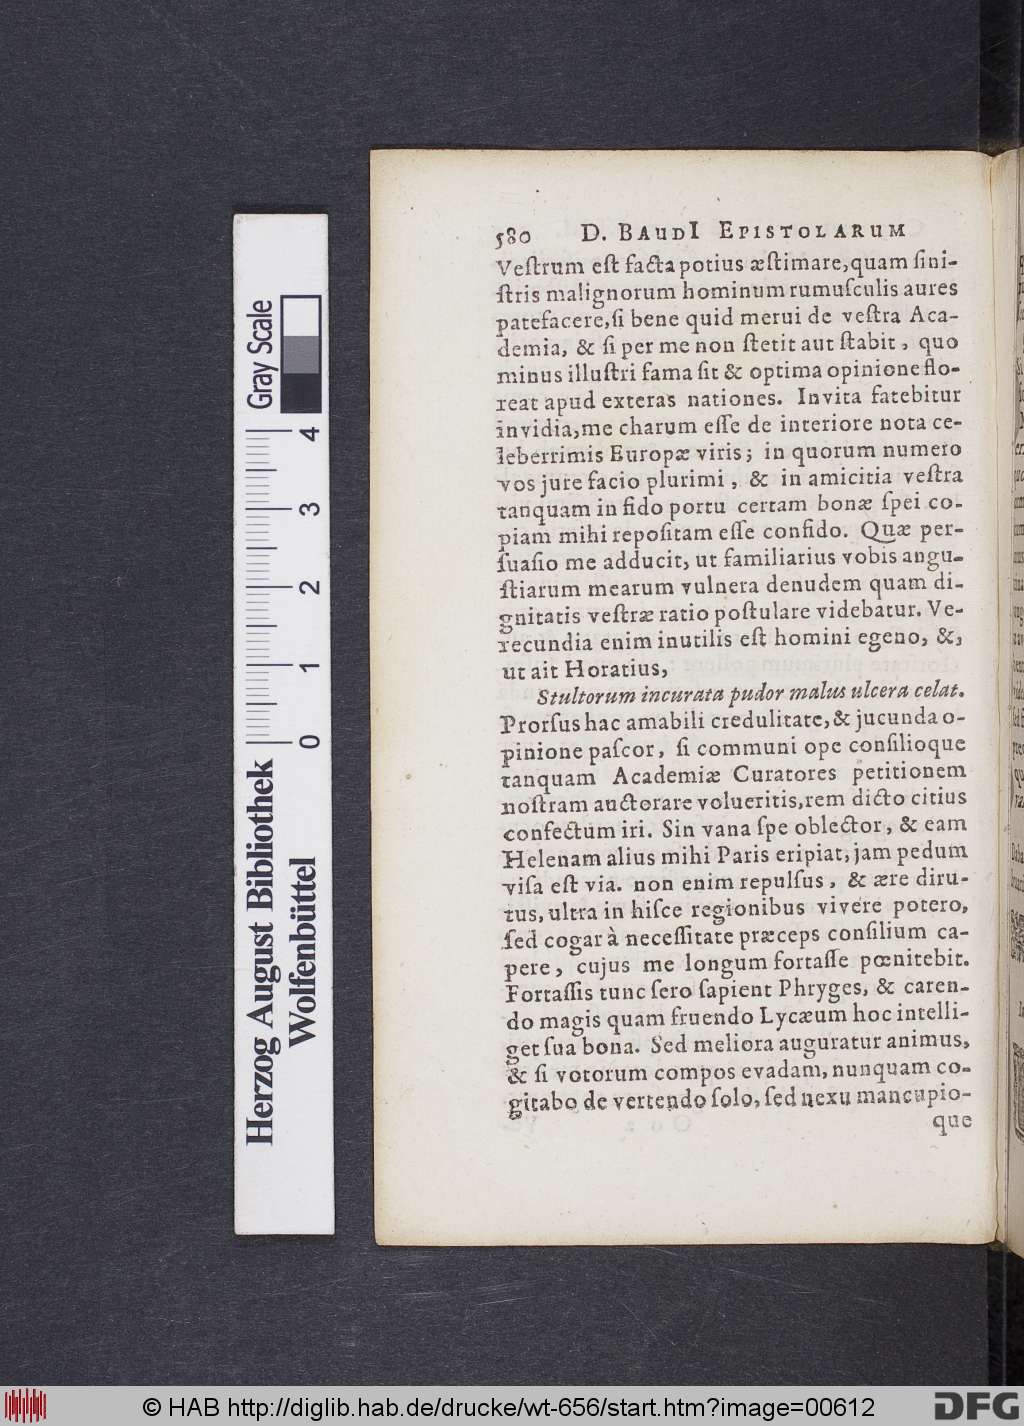 580 D. BAUDI EPISTOLARUM
Veſtrum eſt facta potius æſtimare, quam ſini-
ſtris malignorum hominum rumuſculis aures
patefacere, ſi bene quid merui de veſtra Aca-
demia, & ſi per me non ſtetit aut ſtabit, quo
minus illuſtri fama ſit & optima opinione flo-
reat apud exteras nationes. Invita fatebitur
invidia, me charum eſſe de interiore nota ce-
leberrimis Europæ viris; in quorum numero
vos jure facio plurimi, & in amicitia veſtra
tanquam in fido portu certam bonæ ſpei co-
piam mihi repoſitam eſſe confido. Quæ per-
ſuaſio me adducit, ut familiarius vobis angu-
ſtiarum mearum vulnera denudem quam di-
gnitatis veſtræ ratio poſtulare videbatur. Ve-
recundia enim inutilis eſt homini egeno, &,
ut ait Horatius,
Stultorum incurata pudor malus ulcera celat.
Prorſus hac amabili credulitate, & jucunda o-
pinione paſcor, ſi communi ope conſilioque
tanquam Academiæ Curatores petitionem
noſtram auctorare volueritis, rem dicto citius
confectum iri. Sin vana ſpe oblector, & eam
Helenam alius mihi Paris eripiat, jam pedum
viſa eſt via. non enim repulſus, & ære diru-
tus, ultra in hiſce regionibus vivere potero,
ſed cogar à neceſſitate præceps conſilium ca-
pere, cujus me longum fortaſſe pœnitebit.
Fortaſſis tunc ſero ſapient Phryges, & caren-
do magis quam fruendo Lycæum hoc intelli-
get ſua bona. Sed meliora auguratur animus,
& ſi votorum compos evadam, nunquam co-
gitabo de vertendo ſolo, ſed nexu mancupio-
que
Herzog August Bibliothek
Wolfenbüttel
0 1 2 3 4
Gray Scale
© HAB http://diglib.hab.de/drucke/wt-656/start.htm?image=00612
DFG